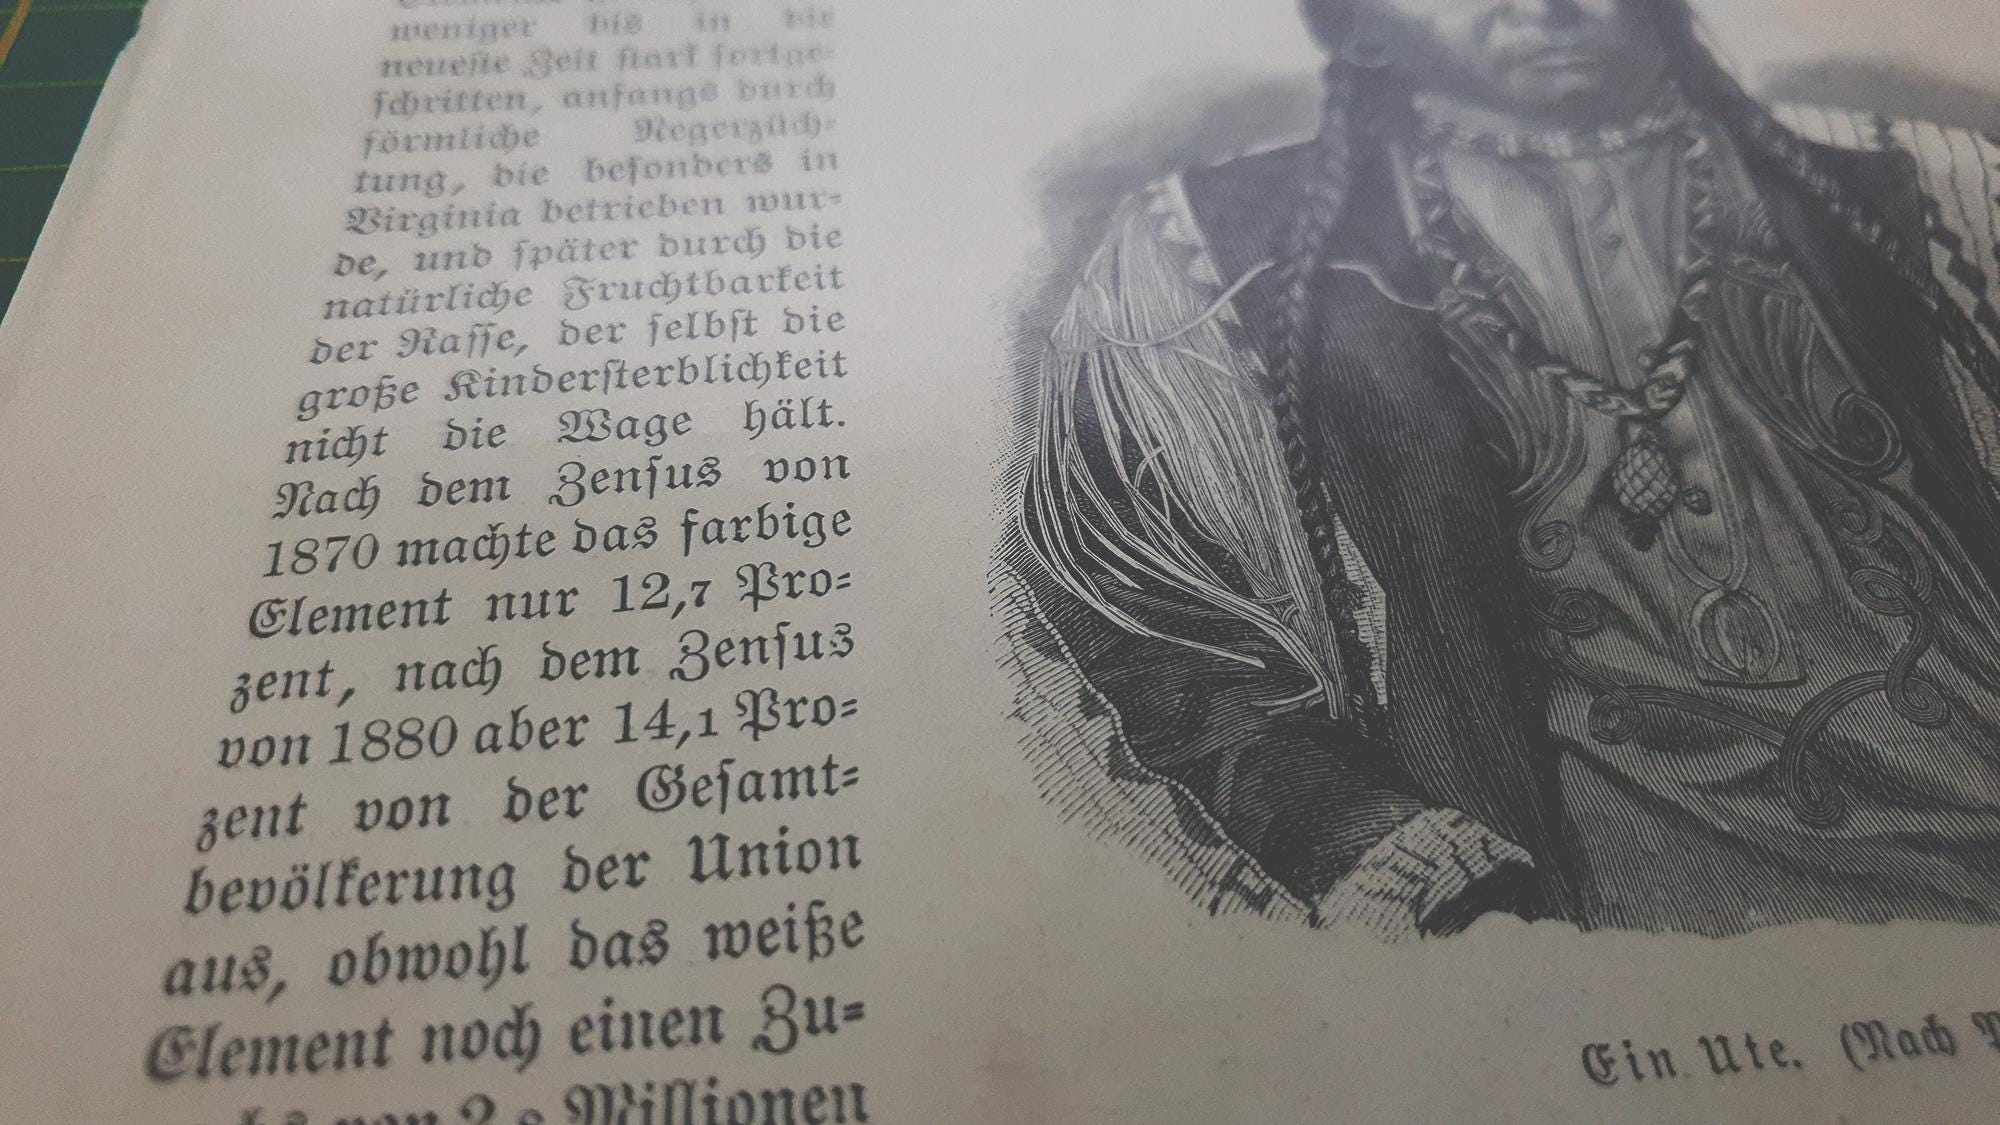 weniger bis in die
neueſte Zeit ſtark fortge-
ſchritten, anfangs durch
förmliche Negerzüch-
tung, die beſonders in
Virginia betrieben wur-
de, und ſpäter durch die
natürliche Fruchtbarkeit
der Raſſe, der ſelbſt die
große Kinderſterblichkeit
nicht die Wage hält.
Nach dem Zenſus von
1870 machte das farbige
Element nur 12,7 Pro-
zent, nach dem Zenſus
von 1880 aber 14,1 Pro-
zent von der Geſamt-
bevölkerung der Union
aus, obwohl das weiße
Element noch einen Zu-
von Millionen
Ein Ute. (Nach